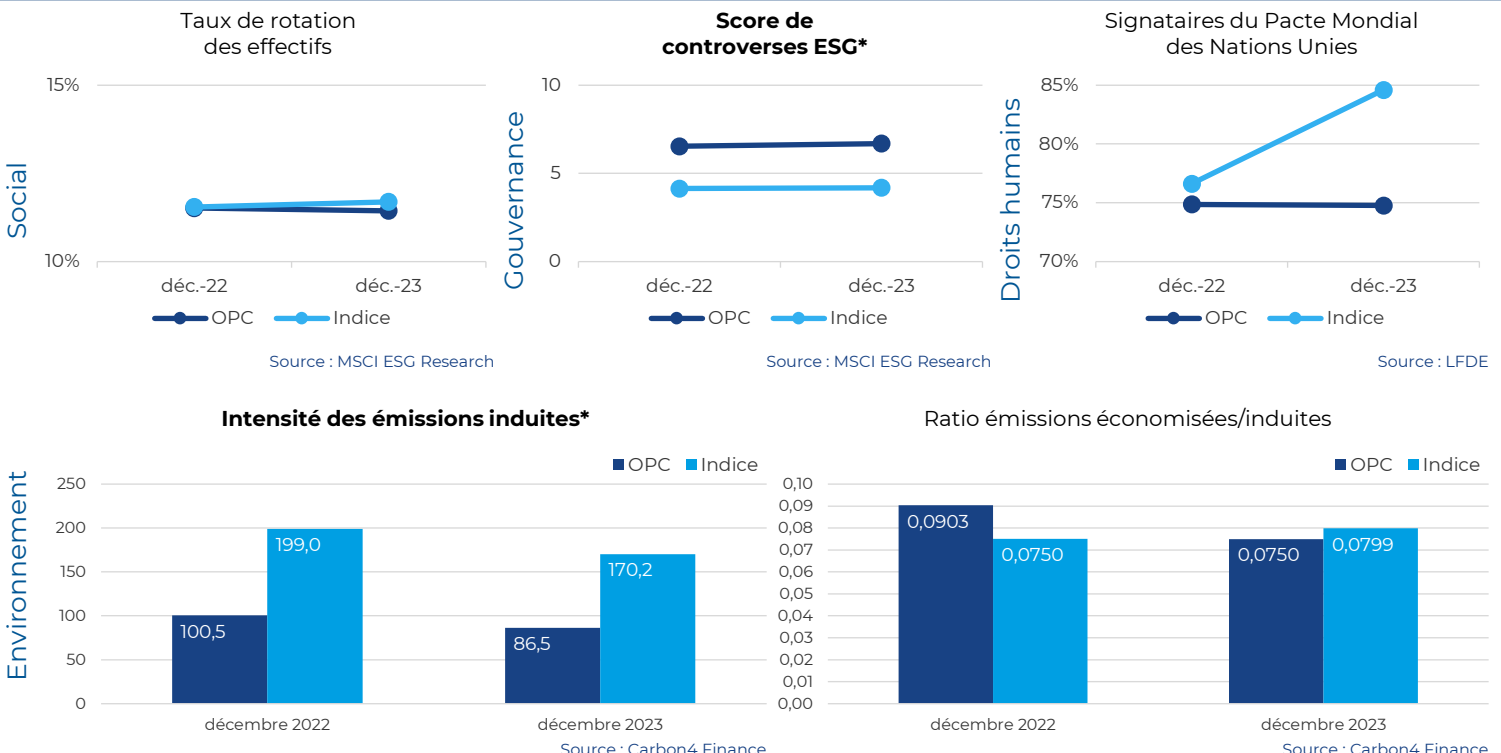 Taux de rotation
des effectifs
Social
15%
10%
déc.-22
déc.-23
OPC
Indice
Source : MSCI ESG Research
Score de
controverses ESG*
Gouvernance
10
5
0
déc.-22
déc.-23
OPC
Indice
Source : MSCI ESG Research
Signataires du Pacte Mondial
des Nations Unies
Droits humains
85%
80%
75%
70%
déc.-22
déc.-23
OPC
Indice
Source : LFDE
Environnement
Intensité des émissions induites*
OPC
Indice
250
200
150
100
50
0
100,5
199,0
86,5
170,2
décembre 2022
décembre 2023
Source : Carbon4 Finance
Ratio émissions économisées/induites
OPC
Indice
0,10
0,09
0,08
0,07
0,06
0,05
0,04
0,03
0,02
0,01
0,00
0,0903
0,0750
0,0750
0,0799
décembre 2022
décembre 2023
Source : Carbon4 Finance